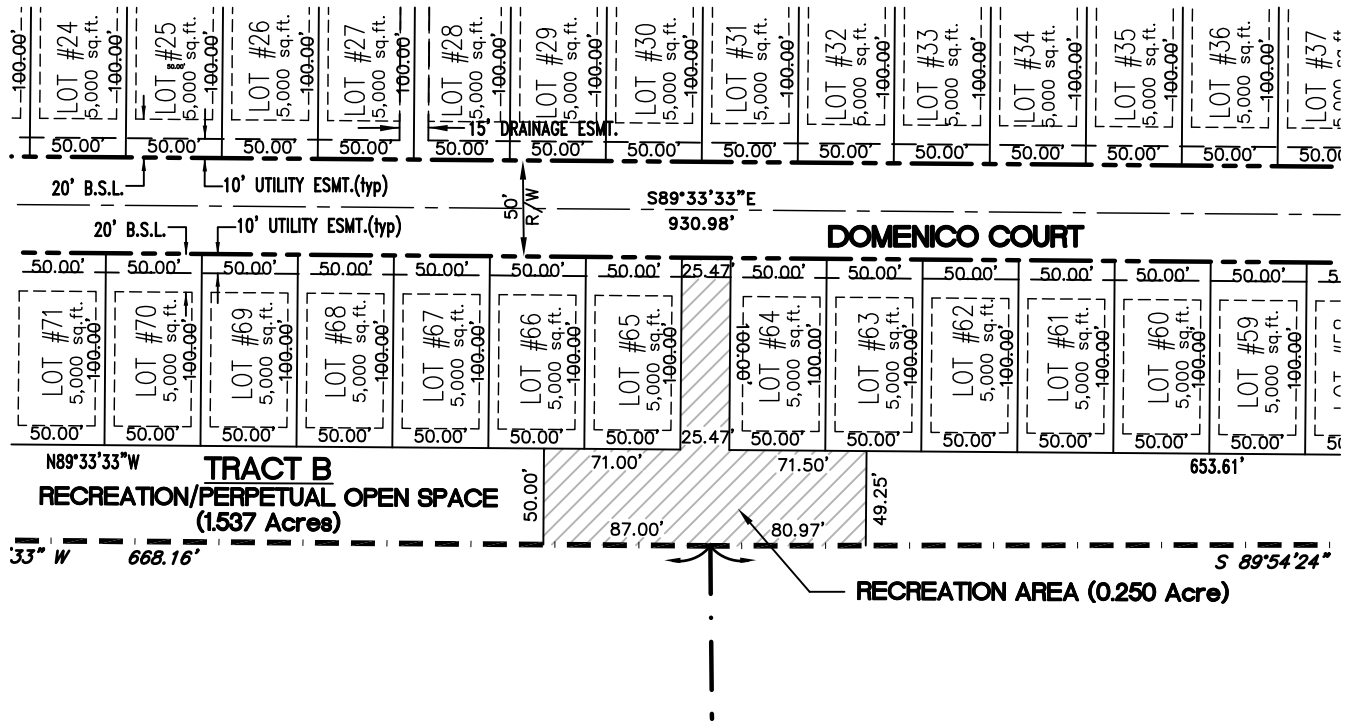 LOT #24
5,000 sq.ft.
100.00'
100.00'
LOT #25
50.00'
5,000 sq.ft.
100.00'
LOT #26
5,000 sq.ft.
100.00'
LOT #27
5,000 sq.ft.
100.00'
LOT #28
5,000 sq.ft.
100.00'
LOT #29
5,000 sq.ft.
100.00'
LOT #30
5,000 sq.ft.
100.00'
LOT #31
5,000 sq.ft.
100.00'
LOT #32
5,000 sq.ft.
100.00'
LOT #33
5,000 sq.ft.
100.00'
LOT #34
5,000 sq.ft.
100.00'
LOT #35
5,000 sq.ft.
100.00'
LOT #36
5,000 sq.ft.
100.00'
LOT #37
5,000 sq.ft.
15' DRAINAGE ESMT.
50.00' 50.00' 50.00' 50.00' 50.00' 50.00' 50.00' 50.00' 50.00' 50.00' 50.00' 50.00' 50.00' 50.00
20' B.S.L.
10' UTILITY ESMT.(typ)
50'
R/W
S89°33'33"E
930.98'
20' B.S.L.
10' UTILITY ESMT.(typ)
DOMENICO COURT
50.00' 50.00' 50.00' 50.00' 50.00' 50.00' 50.00' 25.47' 50.00' 50.00' 50.00' 50.00' 50.00' 50.00' 5
LOT #71
5,000 sq.ft.
100.00'
LOT #70
5,000 sq.ft.
100.00'
LOT #69
5,000 sq.ft.
100.00'
LOT #68
5,000 sq.ft.
100.00'
LOT #67
5,000 sq.ft.
100.00'
LOT #66
5,000 sq.ft.
100.00'
LOT #65
5,000 sq.ft.
100.00'
100.00'
LOT #64
5,000 sq.ft.
100.00'
LOT #63
5,000 sq.ft.
100.00'
LOT #62
5,000 sq.ft.
100.00'
LOT #61
5,000 sq.ft.
100.00'
LOT #60
5,000 sq.ft.
100.00'
LOT #59
5,000 sq.ft.
100.00'
50.00' 50.00' 50.00' 50.00' 50.00' 50.00' 50.00' 25.47' 50.00' 50.00' 50.00' 50.00' 50.00' 50.00' 50
N89°33'33"W
TRACT B
RECREATION/PERPETUAL OPEN SPACE
(1.537 Acres)
50.00'
71.00'
71.50'
49.25'
653.61'
87.00'
80.97'
'33" W 668.16'
S 89°54'24"
RECREATION AREA (0.250 Acre)